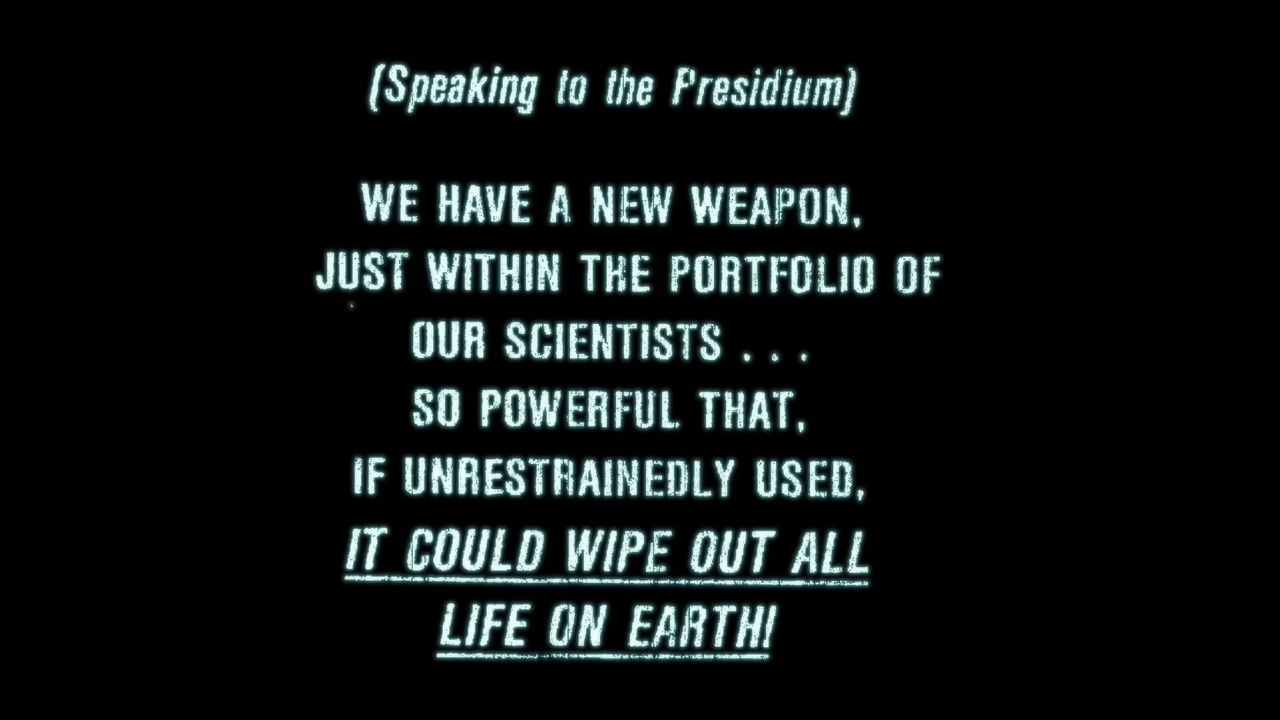 (Speaking to the Presidium)
WE HAVE A NEW WEAPON,
JUST WITHIN THE PORTFOLIO OF
OUR SCIENTISTS . . .
SO POWERFUL THAT,
IF UNRESTRAINEDLY USED,
IT COULD WIPE OUT ALL
LIFE ON EARTH!